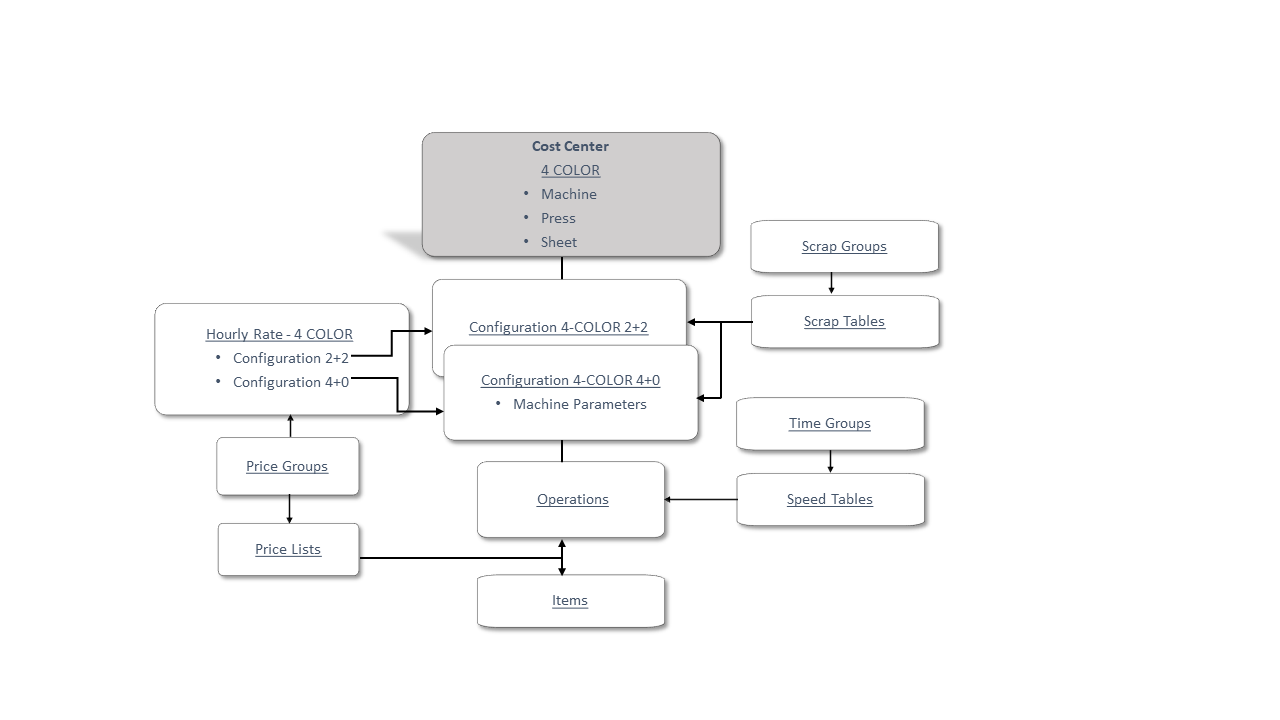 Cost Center
4 COLOR
• Machine
• Press
• Sheet
Scrap Groups
Scrap Tables
Configuration 4-COLOR 2+2
Hourly Rate - 4 COLOR
• Configuration 2+2
• Configuration 4+0
Configuration 4-COLOR 4+0
• Machine Parameters
Time Groups
Price Groups
Operations
Speed Tables
Price Lists
Items